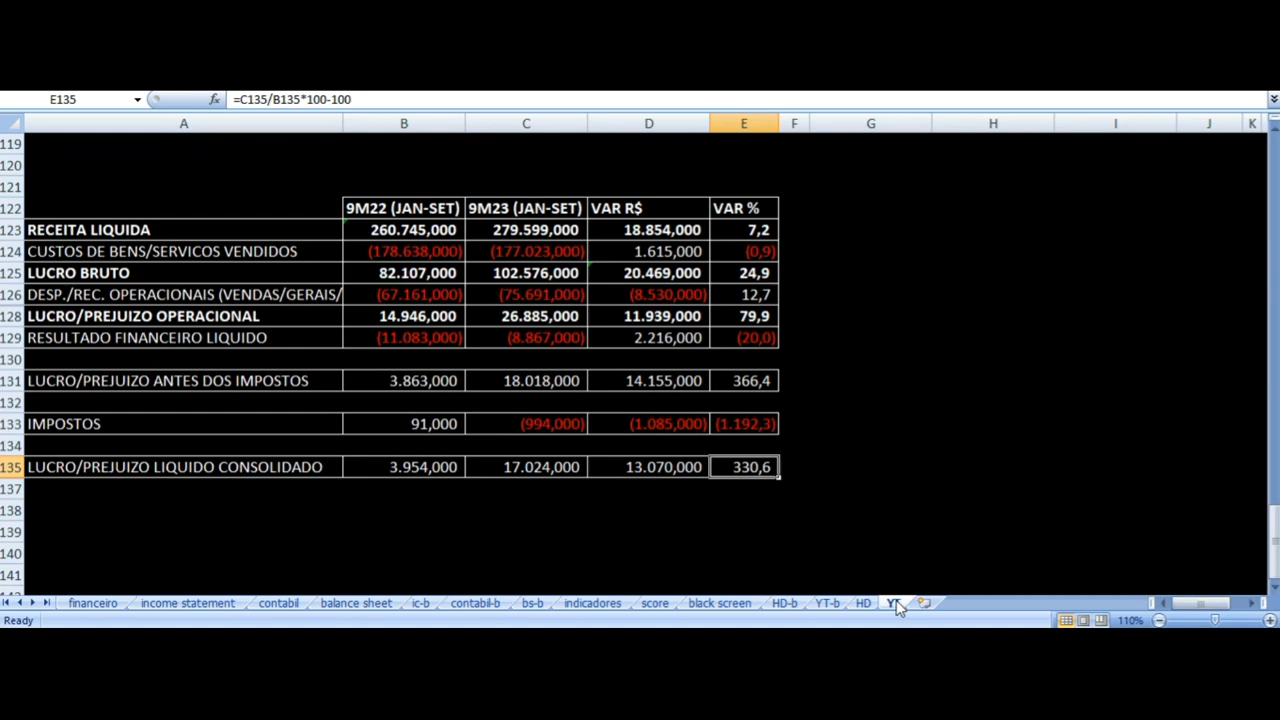 E135 fx =C135/B135*100-100
A B C D E F G H I J K
119
120
121
122 9M22 (JAN-SET) 9M23 (JAN-SET) VAR R$ VAR %
123 RECEITA LIQUIDA 260.745,000 279.599,000 18.854,000 7,2
124 CUSTOS DE BENS/SERVICOS VENDIDOS (178.638,000) (177.023,000) 1.615,000 (0,9)
125 LUCRO BRUTO 82.107,000 102.576,000 20.469,000 24,9
126 DESP./REC. OPERACIONAIS (VENDAS/GERAIS/ (67.161,000) (75.691,000) (8.530,000) 12,7
128 LUCRO/PREJUIZO OPERACIONAL 14.946,000 26.885,000 11.939,000 79,9
129 RESULTADO FINANCEIRO LIQUIDO (11.083,000) (8.867,000) 2.216,000 (20,0)
130
131 LUCRO/PREJUIZO ANTES DOS IMPOSTOS 3.863,000 18.018,000 14.155,000 366,4
132
133 IMPOSTOS 91,000 (994,000) (1.085,000) (1.192,3)
134
135 LUCRO/PREJUIZO LIQUIDO CONSOLIDADO 3.954,000 17.024,000 13.070,000 330,6
137
138
139
140
141
financeiro income statement contabil balance sheet ic-b contabil-b bs-b indicadores score black screen HD-b YT-b HD YT
Ready 110%